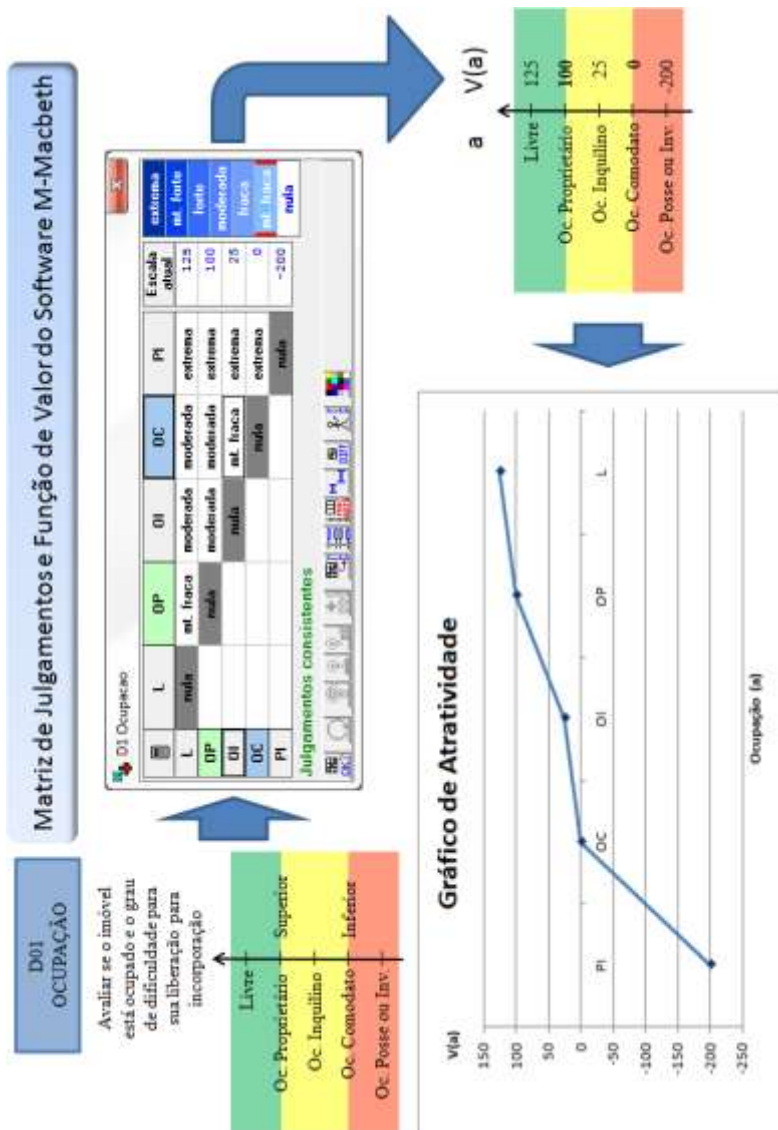 Matriz de Julgamentos e Função de Valor do Software M-Macbeth
D01
OCUPAÇÃO
Avaliar se o imóvel
está ocupado e o grau
de dificuldade para
sua liberação para
incorporação
Livre
Oc. Proprietário Superior
Oc. Inquilino
Oc. Comodato Inferior
Oc. Posse ou Inv.
D1 Ocupacao
L OP OI OC PI Escala atual
L nula mt. fraca moderada moderada extrema 125
OP nula moderada moderada extrema 100
OI nula mt. fraca extrema 25
OC nula extrema 0
PI nula -200
extrema
mt. forte
forte
moderada
fraca
mt. fraca
nula
Julgamentos consistentes
a V(a)
Livre 125
Oc. Proprietário 100
Oc. Inquilino 25
Oc. Comodato 0
Oc. Posse ou Inv. -200
Gráfico de Atratividade
V(a)
150
100
50
0
-50
-100
-150
-200
-250
PI OC OI OP L
Ocupação (a)